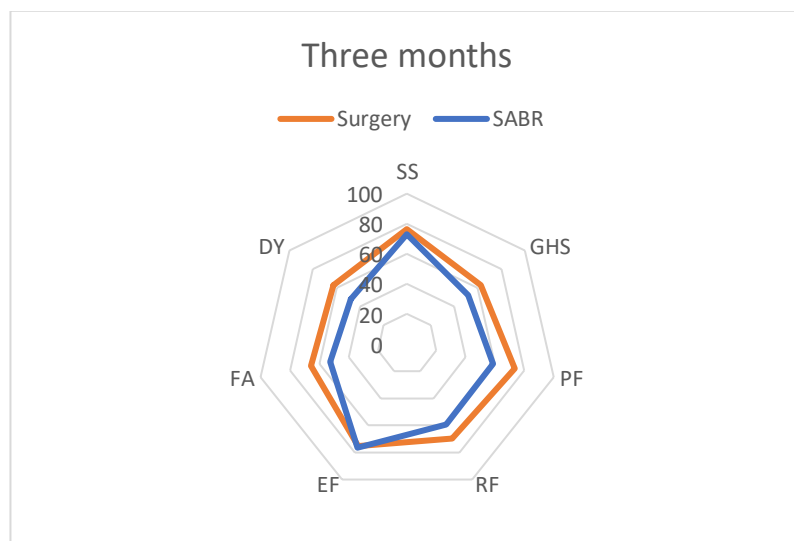 Three months
Surgery SABR
SS
100
80
60
40
20
0
GHS
PF
RF
EF
FA
DY